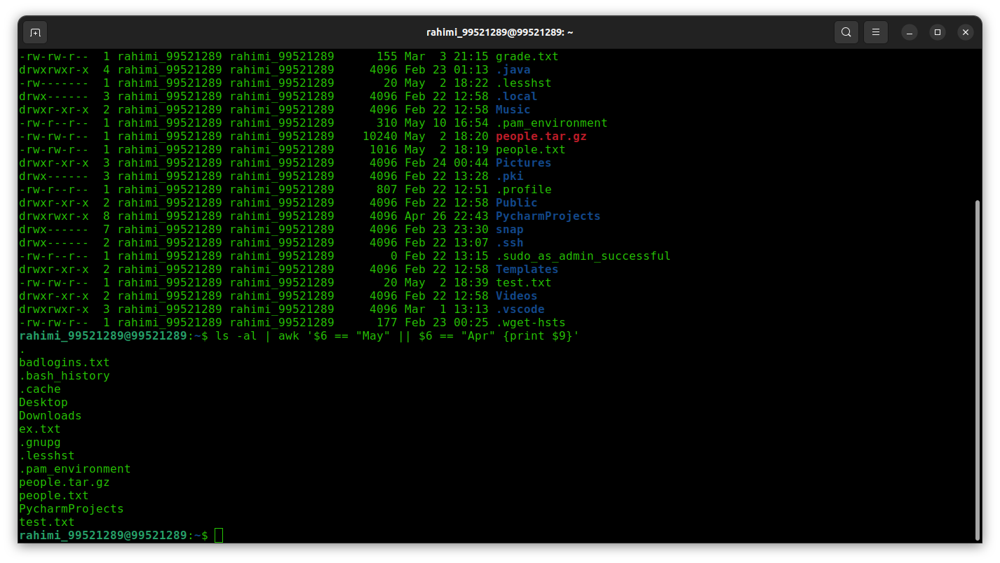 rahimi_99521289@99521289: ~
-rw-rw-r--  1 rahimi_99521289 rahimi_99521289      155 Mar  3 21:15 grade.txt
drwxrwxr-x  4 rahimi_99521289 rahimi_99521289     4096 Feb 23 01:13 .java
-rw-------  1 rahimi_99521289 rahimi_99521289       20 May  2 18:22 .lesshst
drwx------  3 rahimi_99521289 rahimi_99521289     4096 Feb 22 12:58 .local
drwxr-xr-x  2 rahimi_99521289 rahimi_99521289     4096 Feb 22 12:58 Music
-rw-r--r--  1 rahimi_99521289 rahimi_99521289      310 May 10 16:54 .pam_environment
-rw-rw-r--  1 rahimi_99521289 rahimi_99521289    10240 May  2 18:20 people.tar.gz
-rw-rw-r--  1 rahimi_99521289 rahimi_99521289     1016 May  2 18:19 people.txt
drwxr-xr-x  3 rahimi_99521289 rahimi_99521289     4096 Feb 24 00:44 Pictures
drwx------  3 rahimi_99521289 rahimi_99521289     4096 Feb 22 13:28 .pki
-rw-r--r--  1 rahimi_99521289 rahimi_99521289      807 Feb 22 12:51 .profile
drwxr-xr-x  2 rahimi_99521289 rahimi_99521289     4096 Feb 22 12:58 Public
drwxrwxr-x  8 rahimi_99521289 rahimi_99521289     4096 Apr 26 22:43 PycharmProjects
drwx------  7 rahimi_99521289 rahimi_99521289     4096 Feb 23 23:30 snap
drwx------  2 rahimi_99521289 rahimi_99521289     4096 Feb 22 13:07 .ssh
-rw-r--r--  1 rahimi_99521289 rahimi_99521289        0 Feb 22 13:15 .sudo_as_admin_successful
drwxr-xr-x  2 rahimi_99521289 rahimi_99521289     4096 Feb 22 12:58 Templates
-rw-rw-r--  1 rahimi_99521289 rahimi_99521289       20 May  2 18:39 test.txt
drwxr-xr-x  2 rahimi_99521289 rahimi_99521289     4096 Feb 22 12:58 Videos
drwxrwxr-x  3 rahimi_99521289 rahimi_99521289     4096 Mar  1 13:13 .vscode
-rw-rw-r--  1 rahimi_99521289 rahimi_99521289      177 Feb 23 00:25 .wget-hsts
rahimi_99521289@99521289:~$ ls -al | awk '$6 == "May" || $6 == "Apr" {print $9}'
.
badlogins.txt
.bash_history
.cache
Desktop
Downloads
ex.txt
.gnupg
.lesshst
.pam_environment
people.tar.gz
people.txt
PycharmProjects
test.txt
rahimi_99521289@99521289:~$